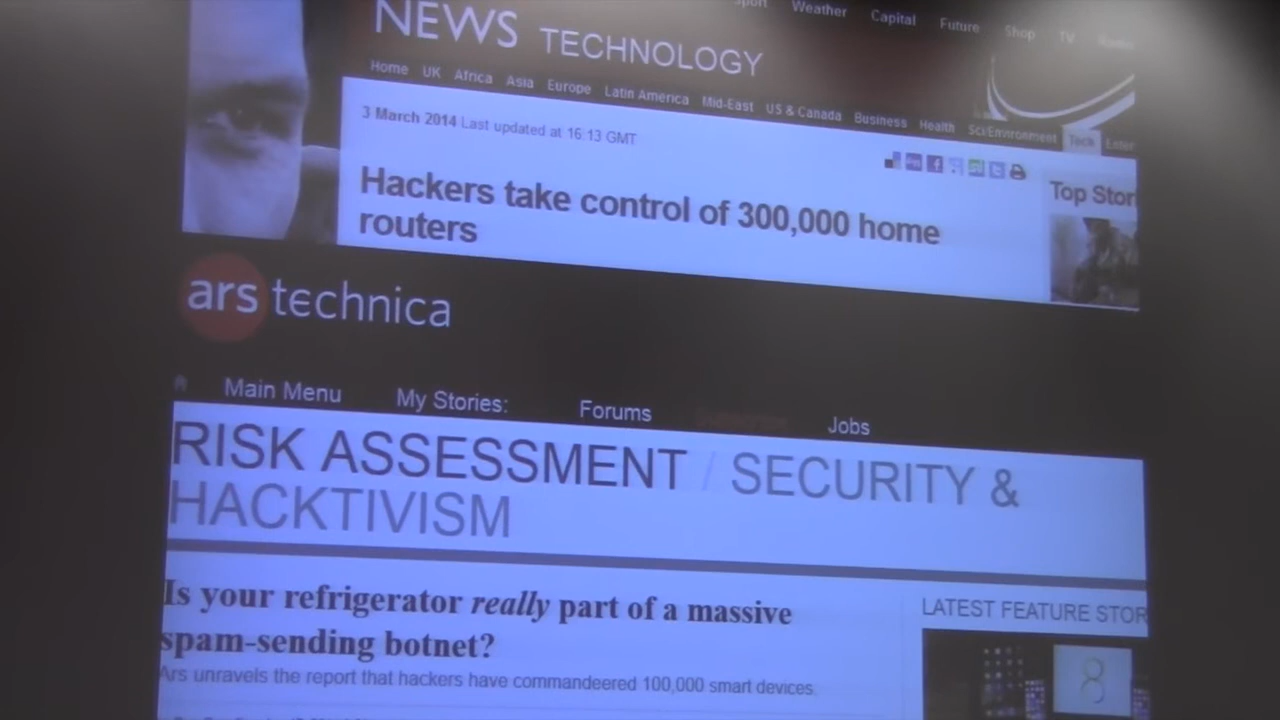 Sport Weather Capital Future Shop TV Radio
NEWS TECHNOLOGY
Home UK Africa Asia Europe Latin America Mid-East US & Canada Business Health Sci/Environment Tech Enter
3 March 2014 Last updated at 16:13 GMT
Hackers take control of 300,000 home
routers
Top Stor
ars technica
Main Menu My Stories: Forums Jobs
RISK ASSESSMENT / SECURITY &
HACKTIVISM
Is your refrigerator really part of a massive
spam-sending botnet?
Ars unravels the report that hackers have commandeered 100,000 smart devices.
LATEST FEATURE STOR
8